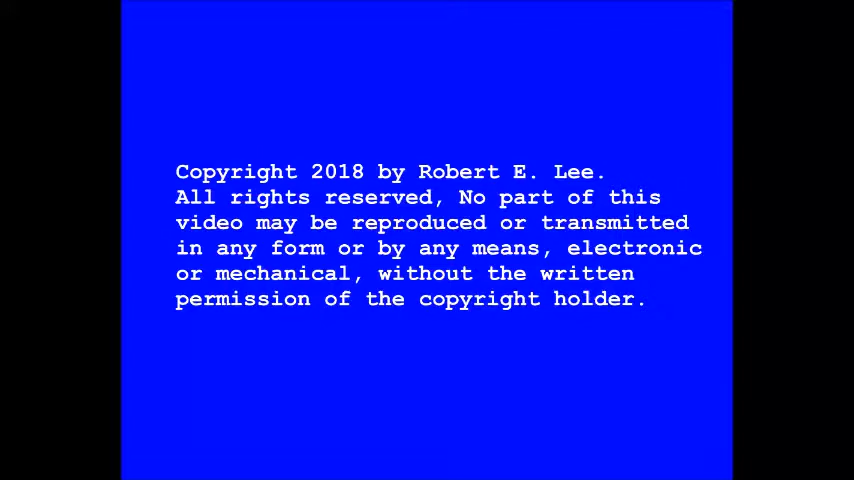 Copyright 2018 by Robert E. Lee.
All rights reserved, No part of this
video may be reproduced or transmitted
in any form or by any means, electronic
or mechanical, without the written
permission of the copyright holder.